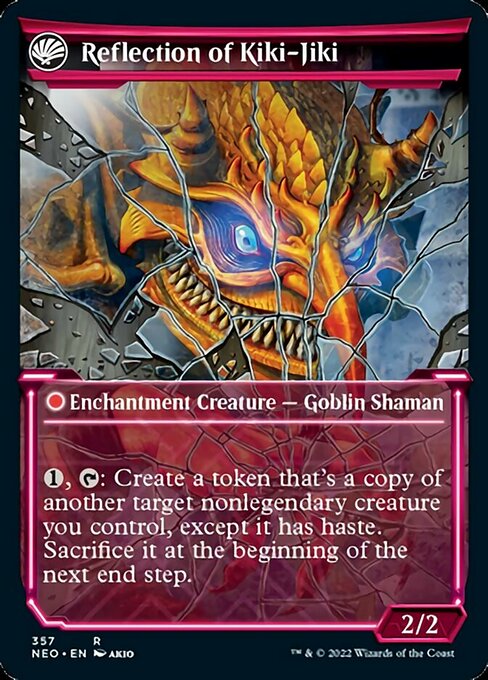 Reflection of Kiki-Jiki
Enchantment Creature — Goblin Shaman
1, T: Create a token that's a copy of
another target nonlegendary creature
you control, except it has haste.
Sacrifice it at the beginning of the
next end step.
2/2
357 R
NEO • EN AKIO
™ & © 2022 Wizards of the Coast